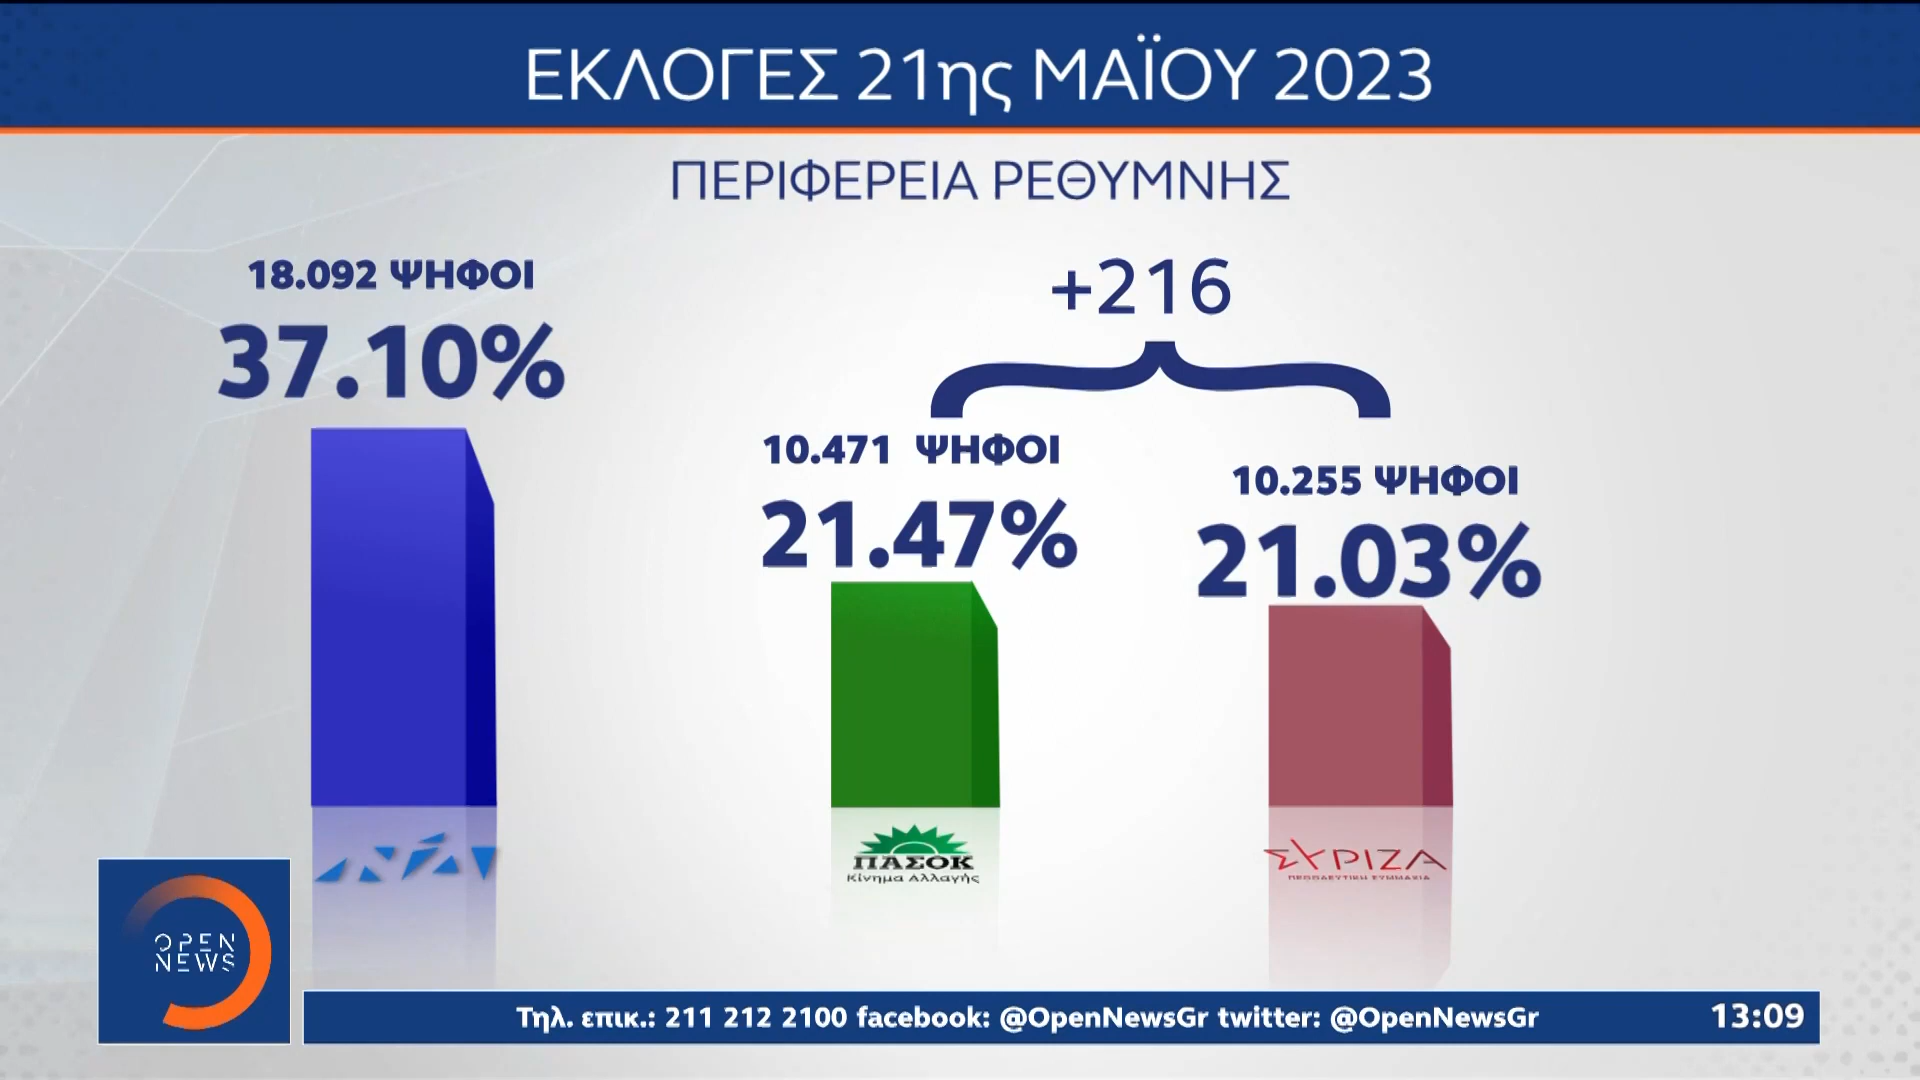 ΕΚΛΟΓΕΣ 21ης ΜΑΪΟΥ 2023
ΠΕΡΙΦΕΡΕΙΑ ΡΕΘΥΜΝΗΣ
18.092 ΨΗΦΟΙ
37.10%
+216
10.471 ΨΗΦΟΙ
21.47%
10.255 ΨΗΦΟΙ
21.03%
ΠΑΣΟΚ
Κίνημα Αλλαγής
ΣΥΡΙΖΑ
ΠΡΟΟΔΕΥΤΙΚΗ ΣΥΜΜΑΧΙΑ
OPEN
NEWS
Τηλ. επικ.: 211 212 2100 facebook: @OpenNewsGr twitter: @OpenNewsGr
13:09